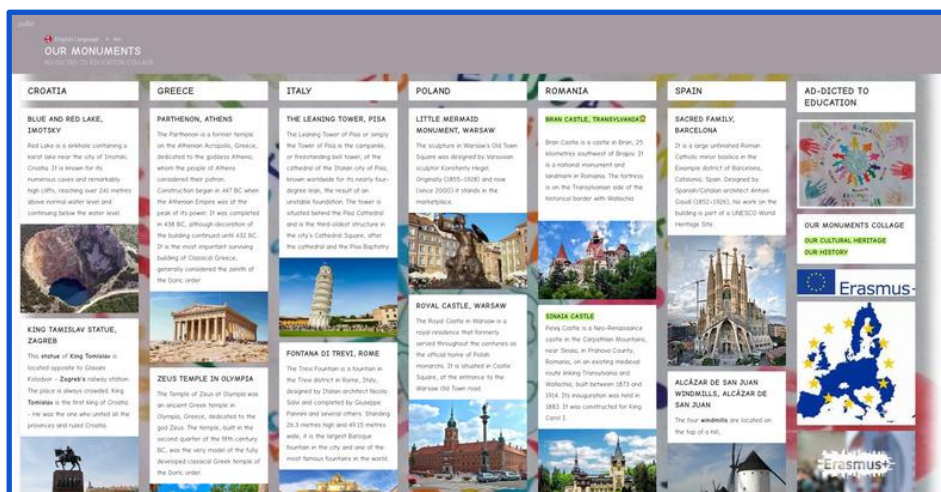 padlet
English Language
OUR MONUMENTS
AD-DICTED TO EDUCATION COLLAGE
CROATIA
BLUE AND RED LAKE,
IMOTSKY
Red Lake is a sinkhole containing a
karst lake near the city of Imotski,
Croatia. It is known for its
numerous caves and remarkably
high cliffs, reaching over 241 metres
above normal water level and
continuing below the water level.
KING TAMISLAV STATUE,
ZAGREB
This statue of King Tomislav is
located opposite to Glavani
Kolodvor - Zagreb's railway station.
The place is always crowded. King
Tomislav is the first king of Croatia
- He was the one who united all the
provinces and ruled Croatia.
GREECE
PARTHENON, ATHENS
The Parthenon is a former temple
on the Athenian Acropolis, Greece,
dedicated to the goddess Athena,
whom the people of Athens
considered their patron.
Construction began in 447 BC when
the Athenian Empire was at the
peak of its power. It was completed
in 438 BC, although decoration of
the building continued until 432 BC.
It is the most important surviving
building of Classical Greece,
generally considered the zenith of
the Doric order
ZEUS TEMPLE IN OLYMPIA
The Temple of Zeus at Olympia was
an ancient Greek temple in
Olympia, Greece, dedicated to the
god Zeus. The temple, built in the
second quarter of the fifth century
BC, was the very model of the fully
developed classical Greek temple of
the Doric order.
ITALY
THE LEANING TOWER, PISA
The Leaning Tower of Pisa or simply
the Tower of Pisa is the campanile,
or freestanding bell tower, of the
cathedral of the Italian city of Pisa,
known worldwide for its nearly four-
degree lean, the result of an
unstable foundation. The tower is
situated behind the Pisa Cathedral
and is the third-oldest structure in
the city's Cathedral Square, after
the cathedral and the Pisa Baptistry
FONTANA DI TREVI, ROME
The Trevi Fountain is a fountain in
the Trevi district in Rome, Italy,
designed by Italian architect Nicola
Salvi and completed by Giuseppe
Pannini and several others. Standing
26.3 metres high and 49.15 metres
wide, it is the largest Baroque
fountain in the city and one of the
most famous fountains in the world.
POLAND
LITTLE MERMAID
MONUMENT, WARSAW
The sculpture in Warsaw's Old Town
Square was designed by Varsovian
sculptor Konstanty Hegel.
Originally (1855-1928) and now
(since 2000) it stands in the
marketplace.
ROYAL CASTLE, WARSAW
The Royal Castle in Warsaw is a
royal residence that formerly
served throughout the centuries as
the official home of Polish
monarchs. It is situated in Castle
Square, at the entrance to the
Warsaw Old Town road
ROMANIA
BRAN CASTLE, TRANSYLVANIA
Bran Castle is a castle in Bran, 25
kilometres southwest of Brașov. It
is a national monument and
landmark in Romania. The fortress
is on the Transylvanian side of the
historical border with Wallachia
SINAIA CASTLE
Peleș Castle is a Neo-Renaissance
castle in the Carpathian Mountains,
near Sinaia, in Prahova County,
Romania, on an existing medieval
route linking Transylvania and
Wallachia, built between 1873 and
1914. Its inauguration was held in
1883. It was constructed for King
Carol I.
SPAIN
SACRED FAMILY,
BARCELONA
It is a large unfinished Roman
Catholic minor basilica in the
Eixample district of Barcelona,
Catalonia, Spain. Designed by
Spanish/Catalan architect Antoni
Gaudí (1852-1926), his work on the
building is part of a UNESCO World
Heritage Site.
ALCÁZAR DE SAN JUAN
WINDMILLS, ALCÁZAR DE
SAN JUAN
The four windmills are located on
the top of a hill,
AD-DICTED TO
EDUCATION
OUR MONUMENTS COLLAGE
OUR CULTURAL HERITAGE
OUR HISTORY
Erasmus+
Erasmus+